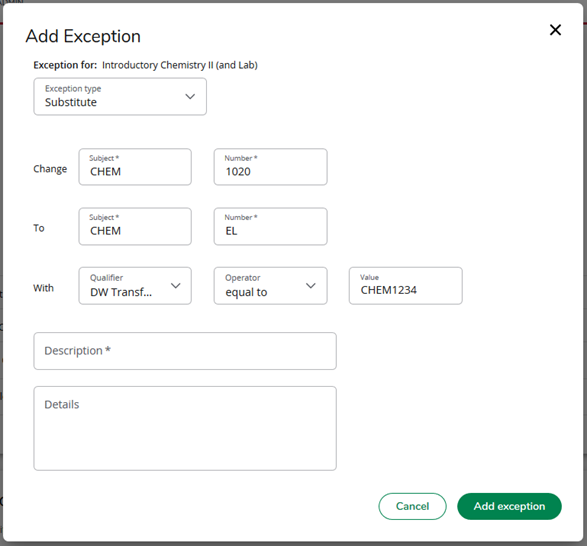 Add Exception
Exception for: Introductory Chemistry II (and Lab)
Exception type
Substitute
Change
Subject *
CHEM
Number *
1020
To
Subject *
CHEM
Number *
EL
With
Qualifier
DW Transf...
Operator
equal to
Value
CHEM1234
Description *
Details
Cancel
Add exception